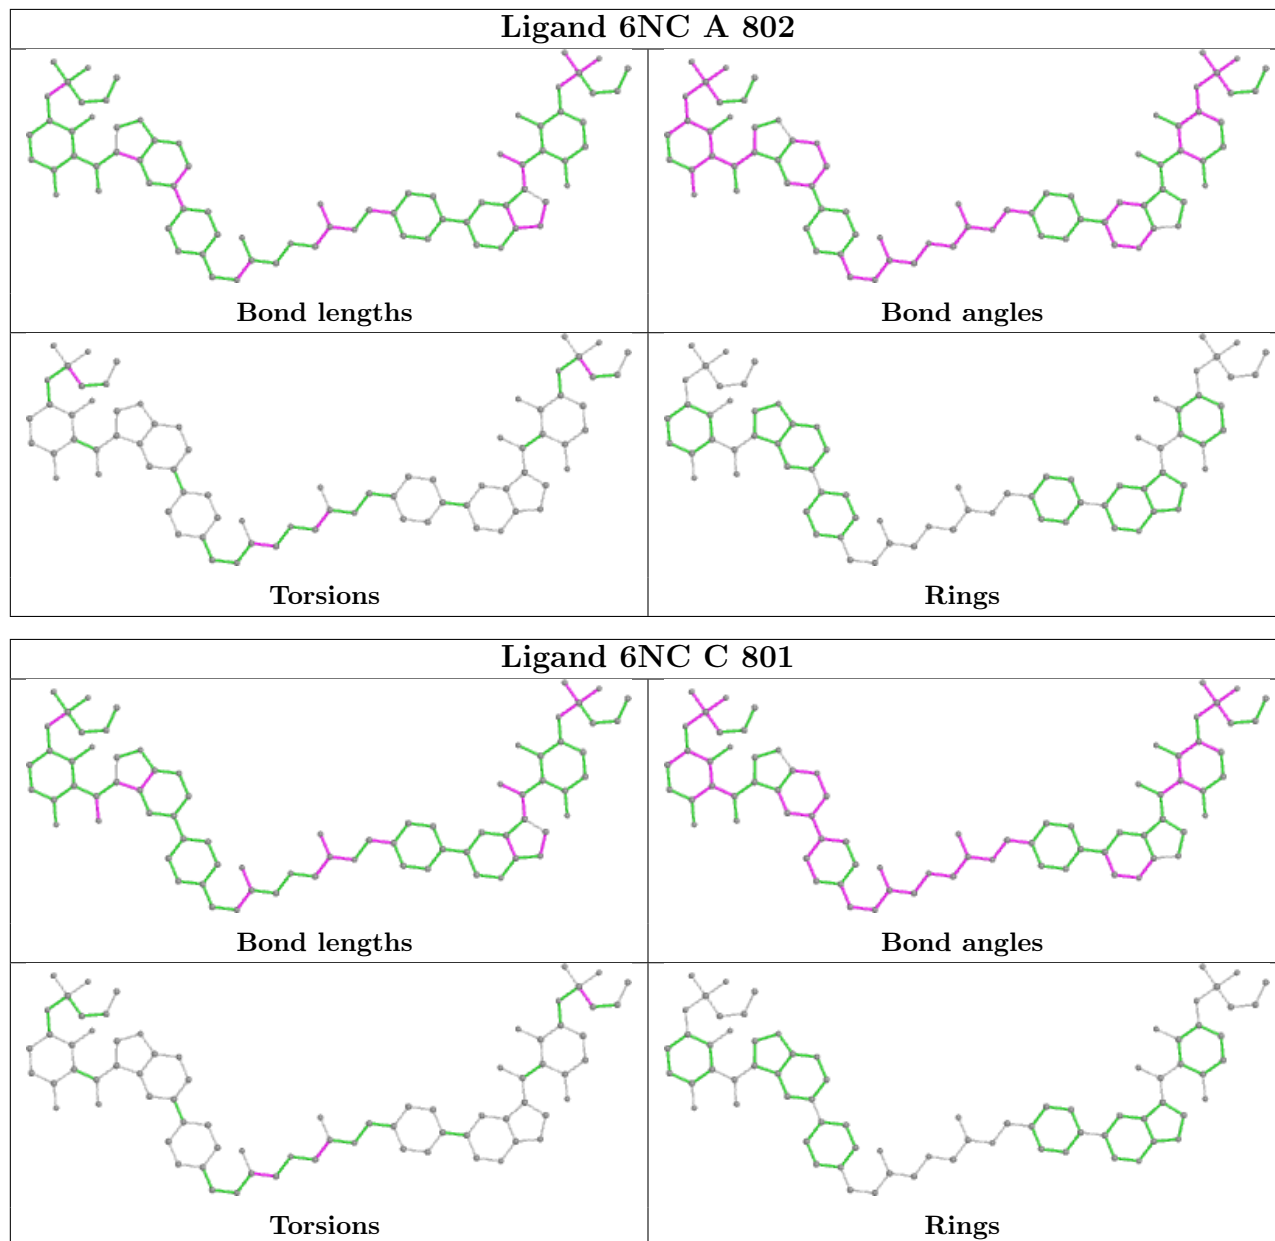 Ligand 6NC A 802
Bond lengths
Bond angles
Torsions
Rings
Ligand 6NC C 801
Bond lengths
Bond angles
Torsions
Rings